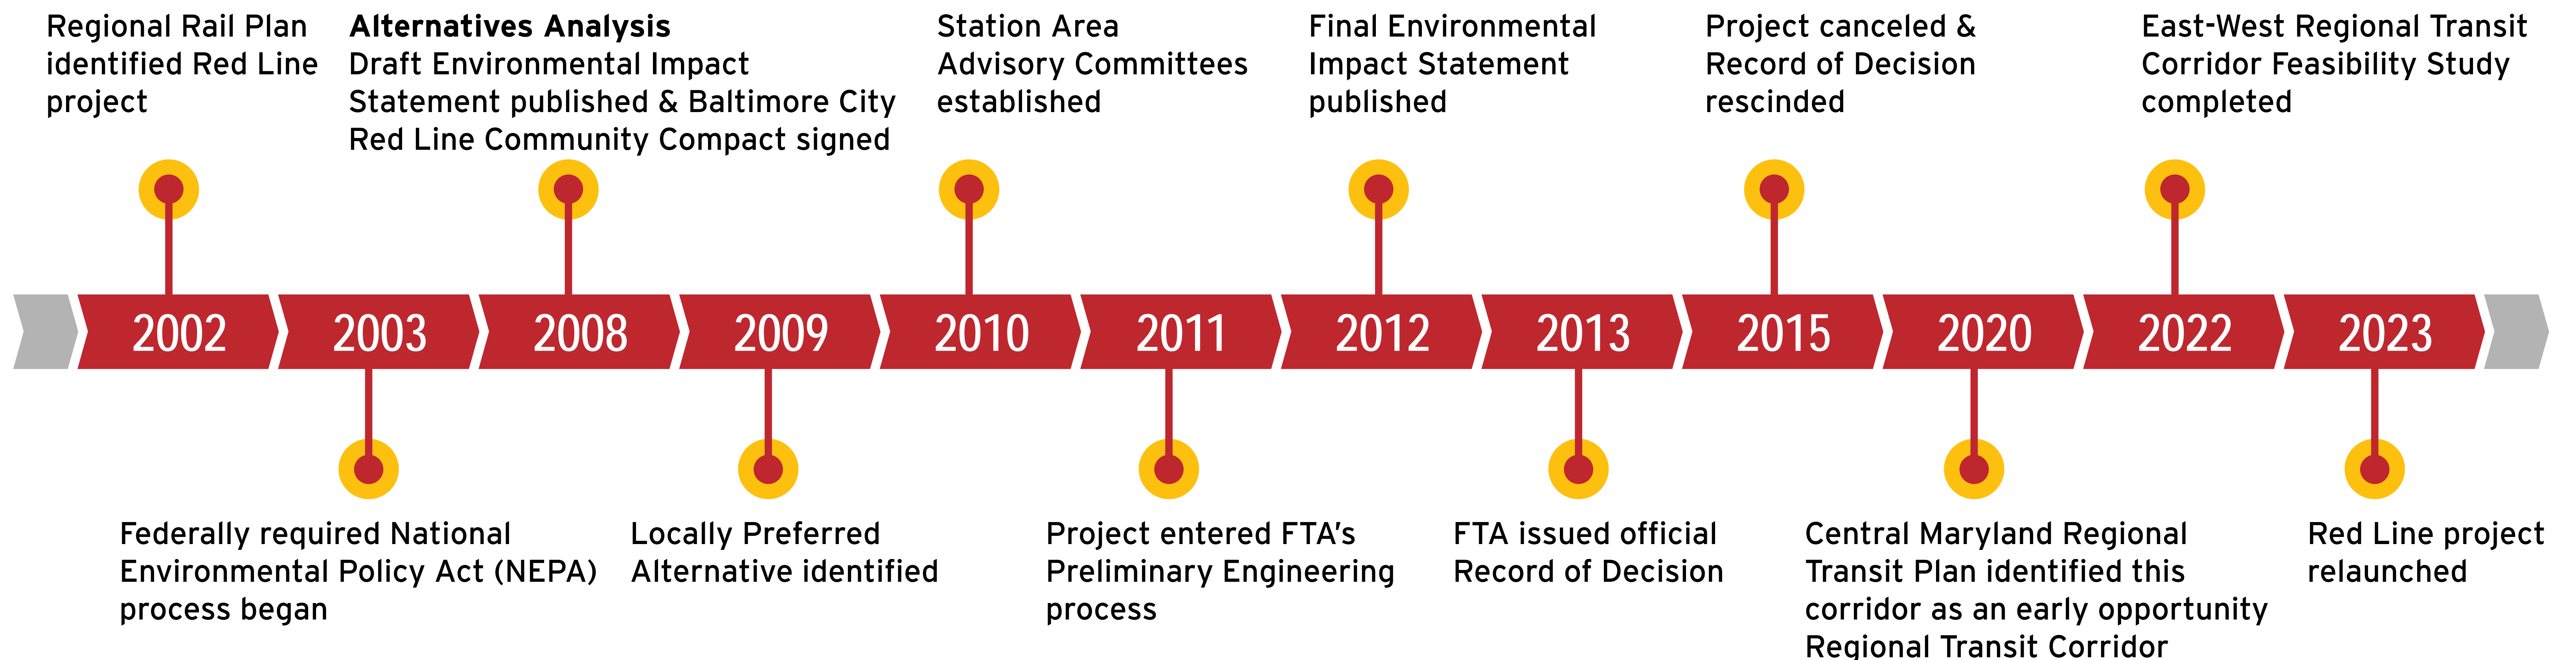 Regional Rail Plan
identified Red Line
project
Alternatives Analysis
Draft Environmental Impact
Statement published & Baltimore City
Red Line Community Compact signed
Station Area
Advisory Committees
established
Final Environmental
Impact Statement
published
Project canceled &
Record of Decision
rescinded
East-West Regional Transit
Corridor Feasibility Study
completed
2002
2003
2008
2009
2010
2011
2012
2013
2015
2020
2022
2023
Federally required National
Environmental Policy Act (NEPA)
process began
Locally Preferred
Alternative identified
Project entered FTA's
Preliminary Engineering
process
FTA issued official
Record of Decision
Central Maryland Regional
Transit Plan identified this
corridor as an early opportunity
Regional Transit Corridor
Red Line project
relaunched